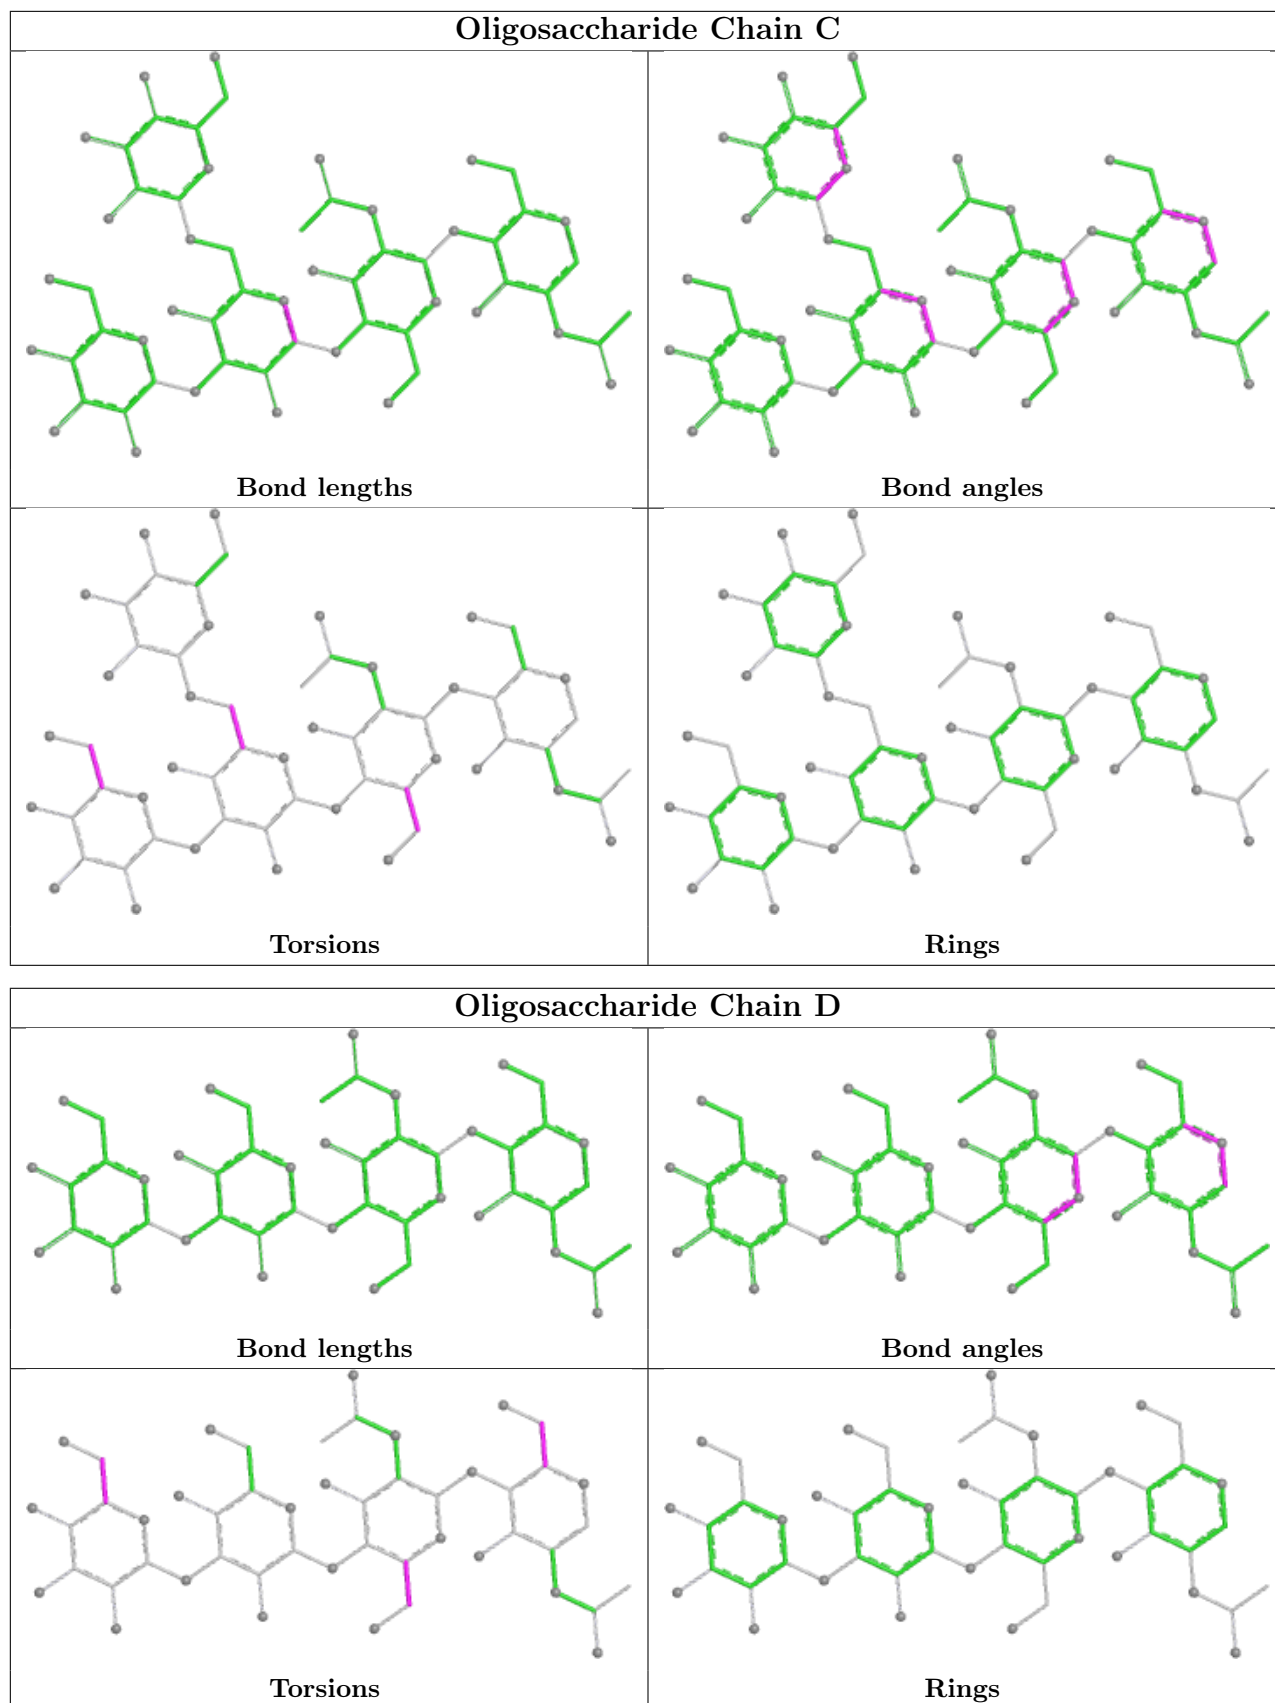 Oligosaccharide Chain C
Bond lengths
Bond angles
Torsions
Rings
Oligosaccharide Chain D
Bond lengths
Bond angles
Torsions
Rings